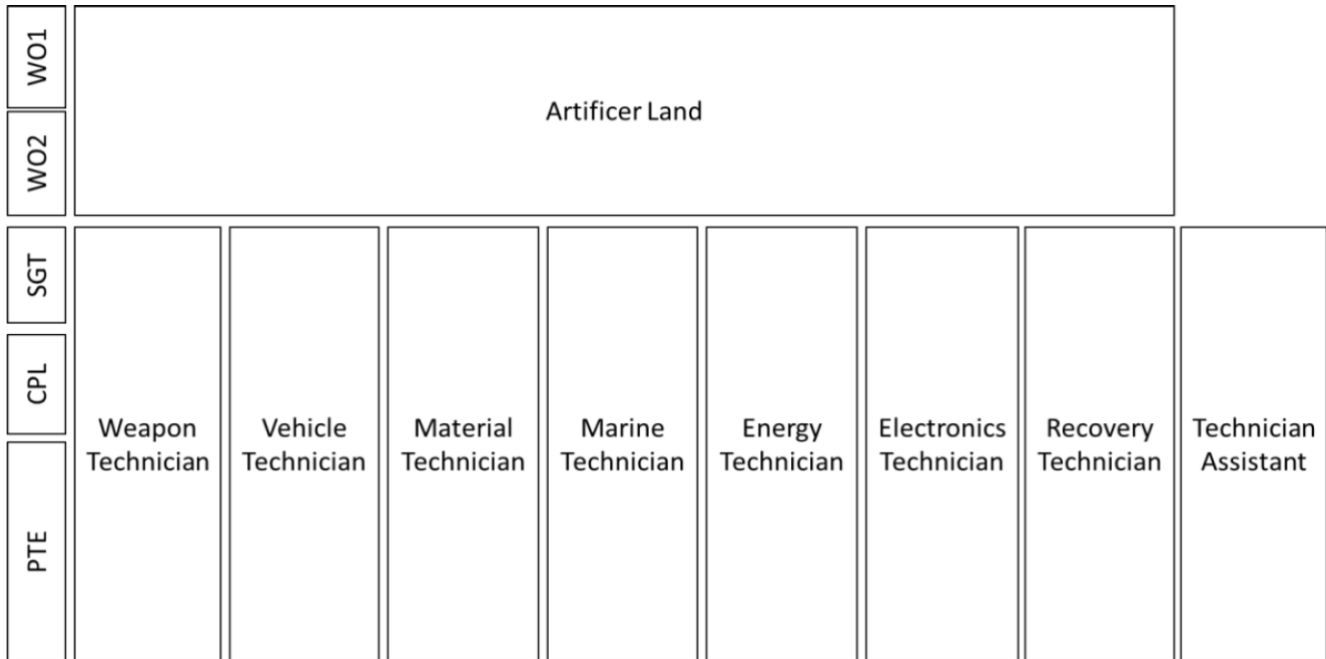 WO1
Artificer Land
WO2
SGT
CPL
PTE
Weapon
Technician
Vehicle
Technician
Material
Technician
Marine
Technician
Energy
Technician
Electronics
Technician
Recovery
Technician
Technician
Assistant